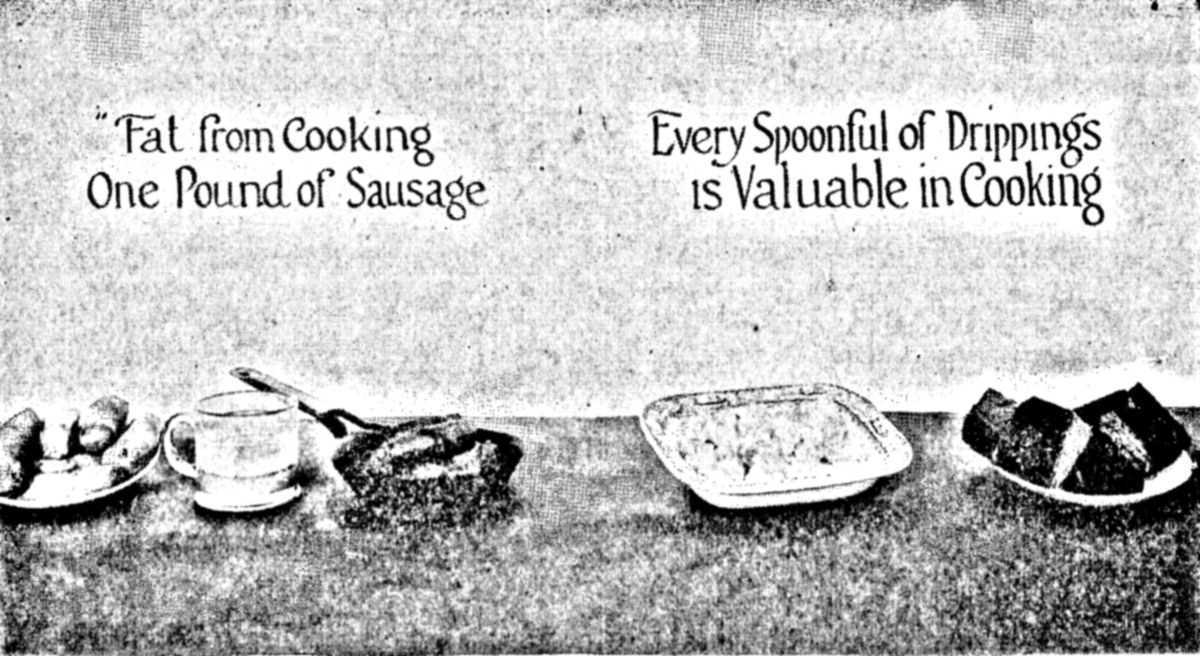 "Fat from Cooking
One Pound of Sausage
Every Spoonful of Drippings
is Valuable in Cooking